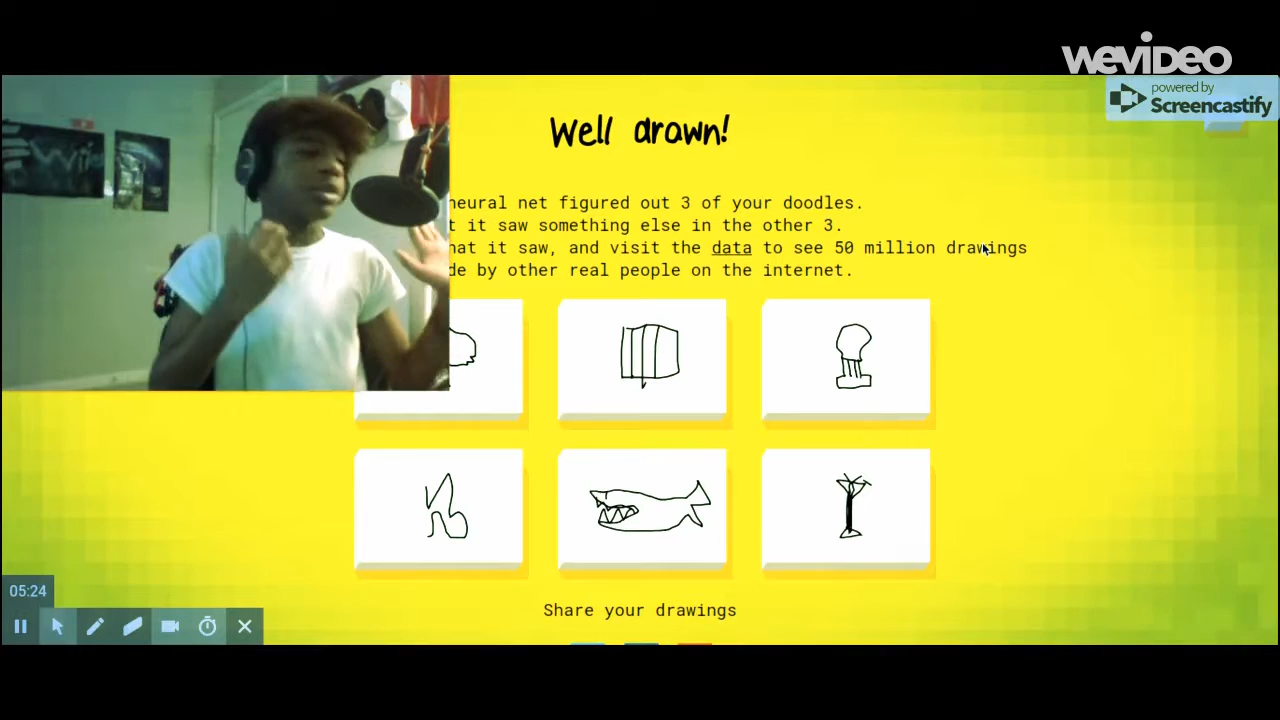 WEVIDEO
powered by
Screencastify
Well drawn!
neural net figured out 3 of your doodles.
t it saw something else in the other 3.
hat it saw, and visit the data to see 50 million drawings
de by other real people on the internet.
Share your drawings
05:24